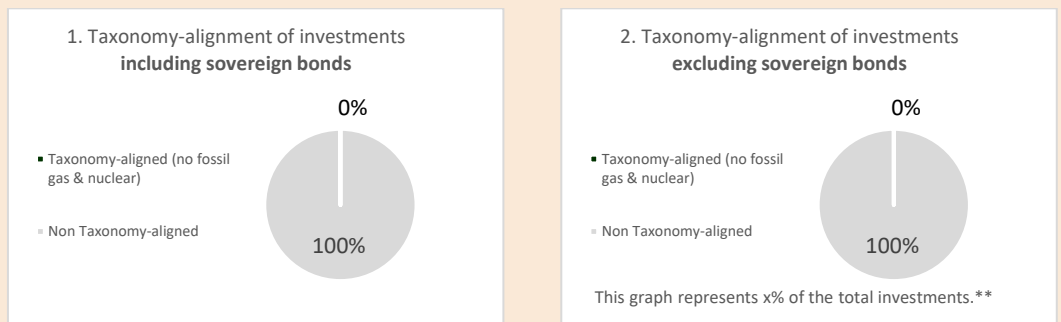 1. Taxonomy-alignment of investments
including sovereign bonds
0%
Taxonomy-aligned (no fossil
gas & nuclear)
Non Taxonomy-aligned
100%
2. Taxonomy-alignment of investments
excluding sovereign bonds
0%
Taxonomy-aligned (no fossil
gas & nuclear)
Non Taxonomy-aligned
100%
This graph represents x% of the total investments.**